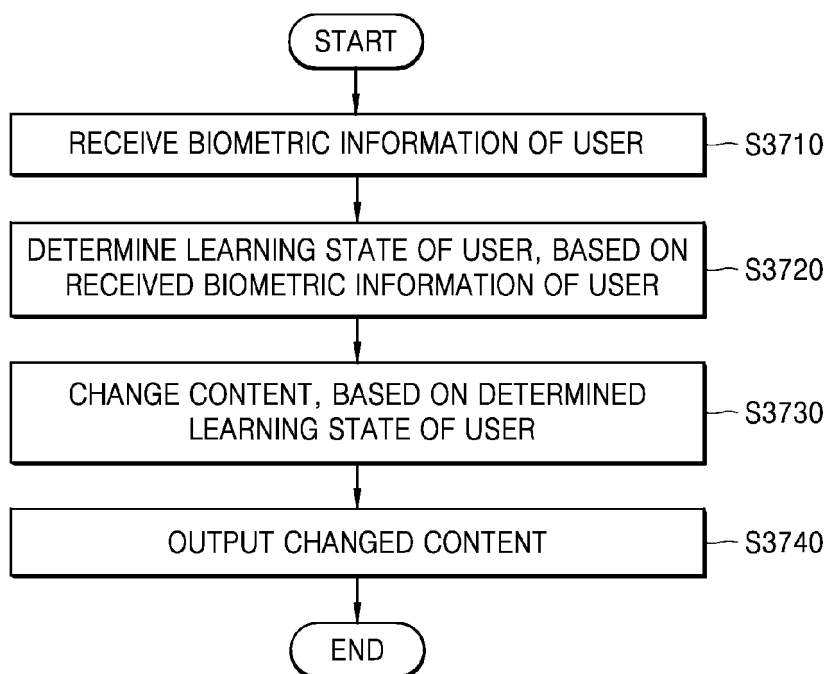 START
RECEIVE BIOMETRIC INFORMATION OF USER
S3710
DETERMINE LEARNING STATE OF USER, BASED ON
RECEIVED BIOMETRIC INFORMATION OF USER
S3720
CHANGE CONTENT, BASED ON DETERMINED
LEARNING STATE OF USER
S3730
OUTPUT CHANGED CONTENT
S3740
END